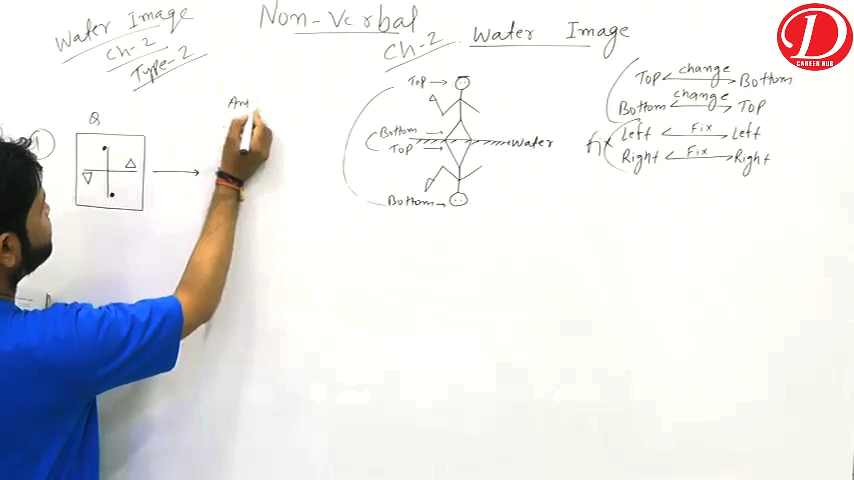 Water Image
Ch-2
Type-2
Non-Verbal
Ch-2 Water Image
Q
Ans
Top
Bottom
Top
Water
Bottom
Top change Bottom
Bottom change Top
fix
Left Fix Left
Right Fix Right
D
CAREER HUB